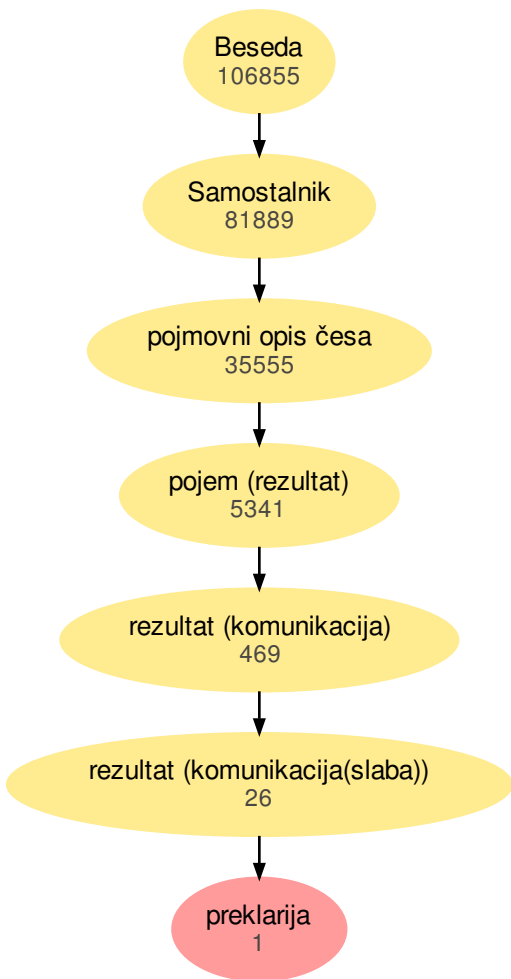 Beseda
106855
Samostalnik
81889
pojmovni opis česa
35555
pojem (rezultat)
5341
rezultat (komunikacija)
469
rezultat (komunikacija(slaba))
26
preklarija
1